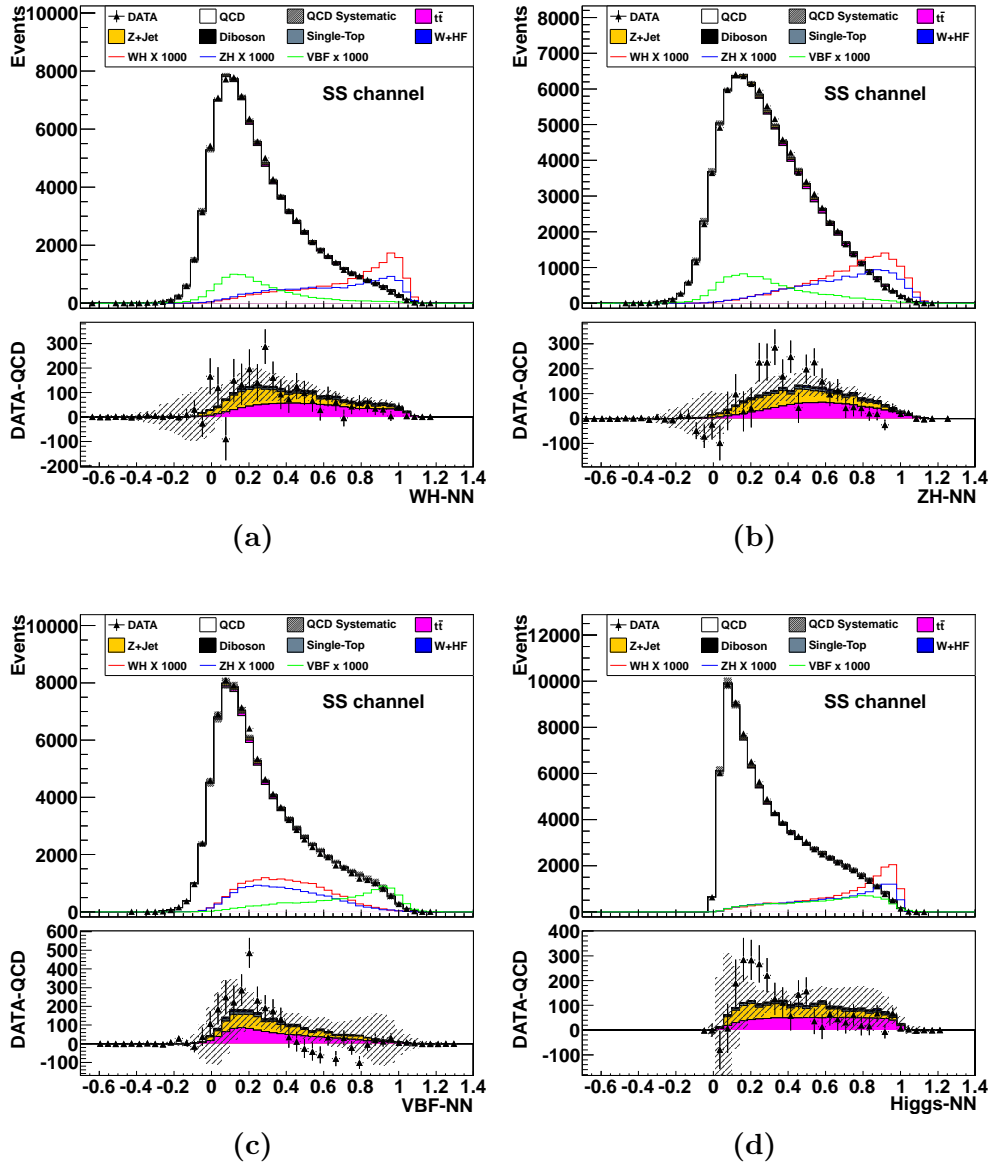 Events
10000
8000
6000
4000
2000
0
DATA QCD QCD Systematic tt̄
Z+Jet Diboson Single-Top W+HF
WH X 1000 ZH X 1000 VBF x 1000
SS channel
DATA-QCD
300
200
100
0
-100
-200
-0.6 -0.4 -0.2 0 0.2 0.4 0.6 0.8 1 1.2 1.4
WH-NN
(a)
Events
8000
7000
6000
5000
4000
3000
2000
1000
0
DATA QCD QCD Systematic tt̄
Z+Jet Diboson Single-Top W+HF
WH X 1000 ZH X 1000 VBF x 1000
SS channel
DATA-QCD
300
200
100
0
-100
-0.6 -0.4 -0.2 0 0.2 0.4 0.6 0.8 1 1.2 1.4
ZH-NN
(b)
Events
10000
8000
6000
4000
2000
0
DATA QCD QCD Systematic tt̄
Z+Jet Diboson Single-Top W+HF
WH X 1000 ZH X 1000 VBF x 1000
SS channel
DATA-QCD
600
500
400
300
200
100
0
-100
-0.6 -0.4 -0.2 0 0.2 0.4 0.6 0.8 1 1.2 1.4
VBF-NN
(c)
Events
12000
10000
8000
6000
4000
2000
0
DATA QCD QCD Systematic tt̄
Z+Jet Diboson Single-Top W+HF
WH X 1000 ZH X 1000 VBF x 1000
SS channel
DATA-QCD
400
300
200
100
0
-100
-0.6 -0.4 -0.2 0 0.2 0.4 0.6 0.8 1 1.2 1.4
Higgs-NN
(d)